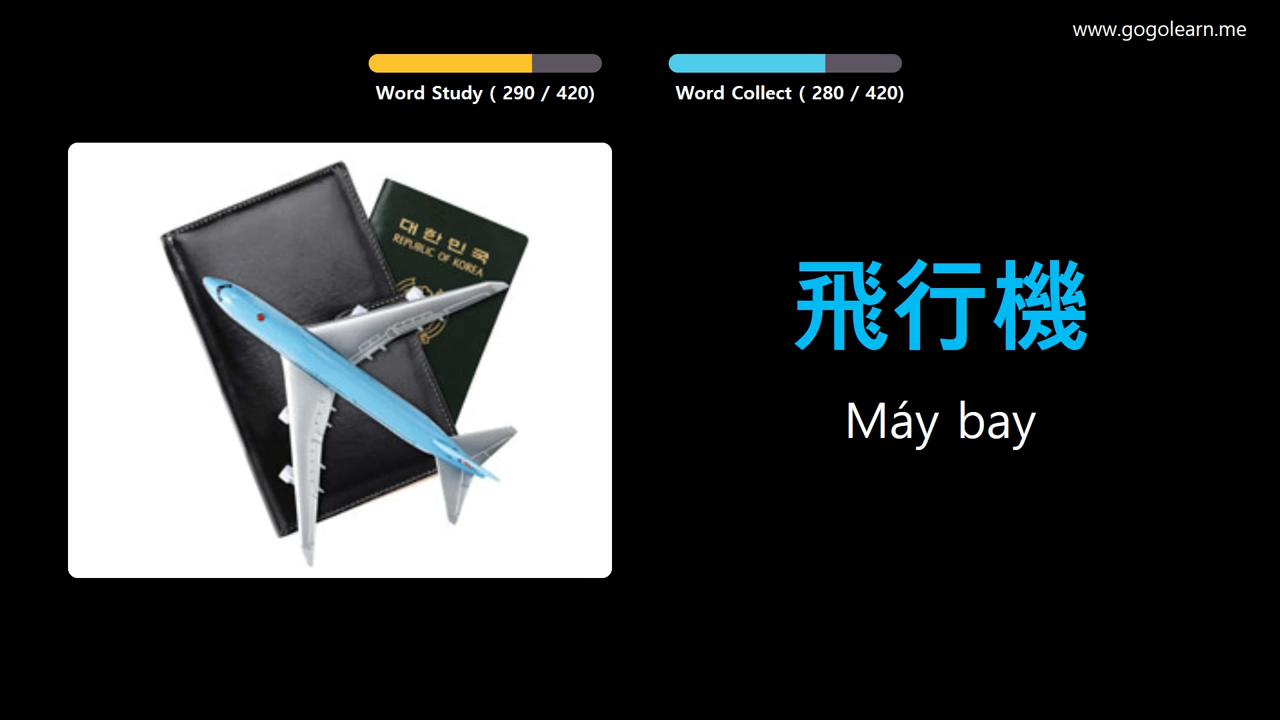 www.gogolearn.me
Word Study ( 290 / 420)
Word Collect ( 280 / 420)
대한민국
REPUBLIC OF KOREA
飛行機
Máy bay